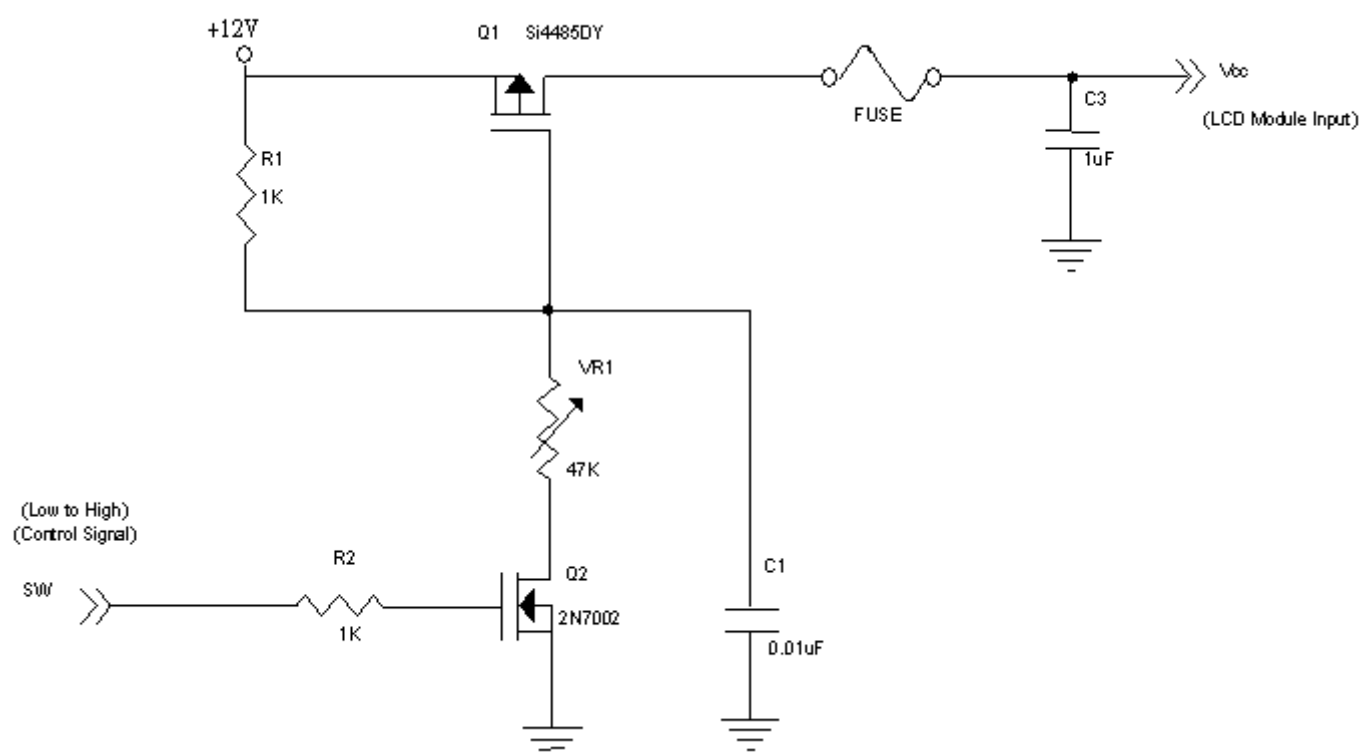 +12V
Q1 Si4485DY
FUSE
C3
1uF
Vcc
(LCD Module Input)
R1
1K
VR1
47K
(Low to High)
(Control Signal)
SW
R2
1K
Q2
2N7002
C1
0.01uF